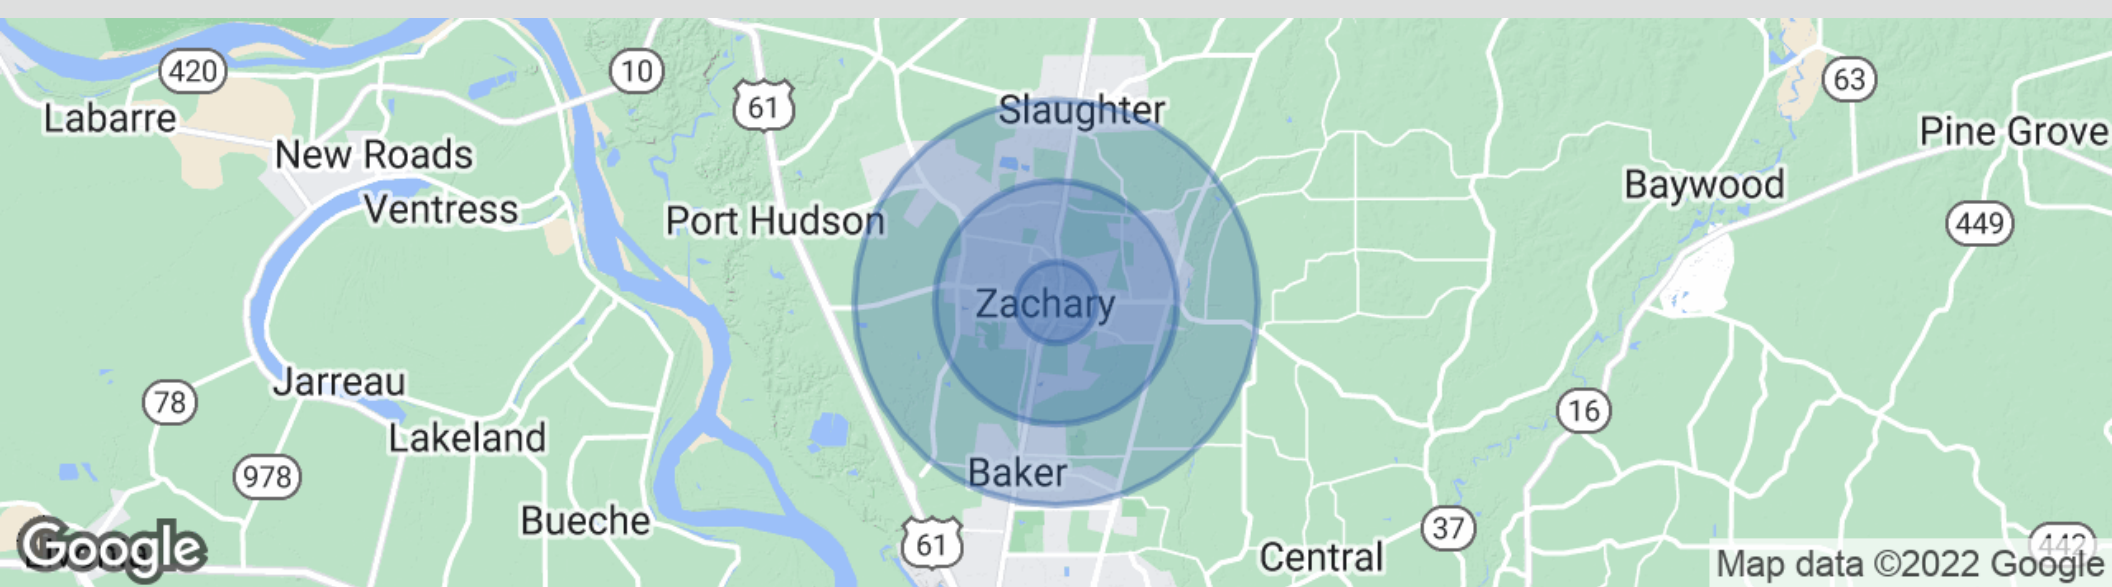 420
10
61
63
Labarre
Slaughter
Pine Grove
New Roads
Baywood
Ventress
Port Hudson
449
Zachary
Jarreau
78
16
Lakeland
978
Baker
Bueche
61
37
Central
442
Google
Map data ©2022 Google